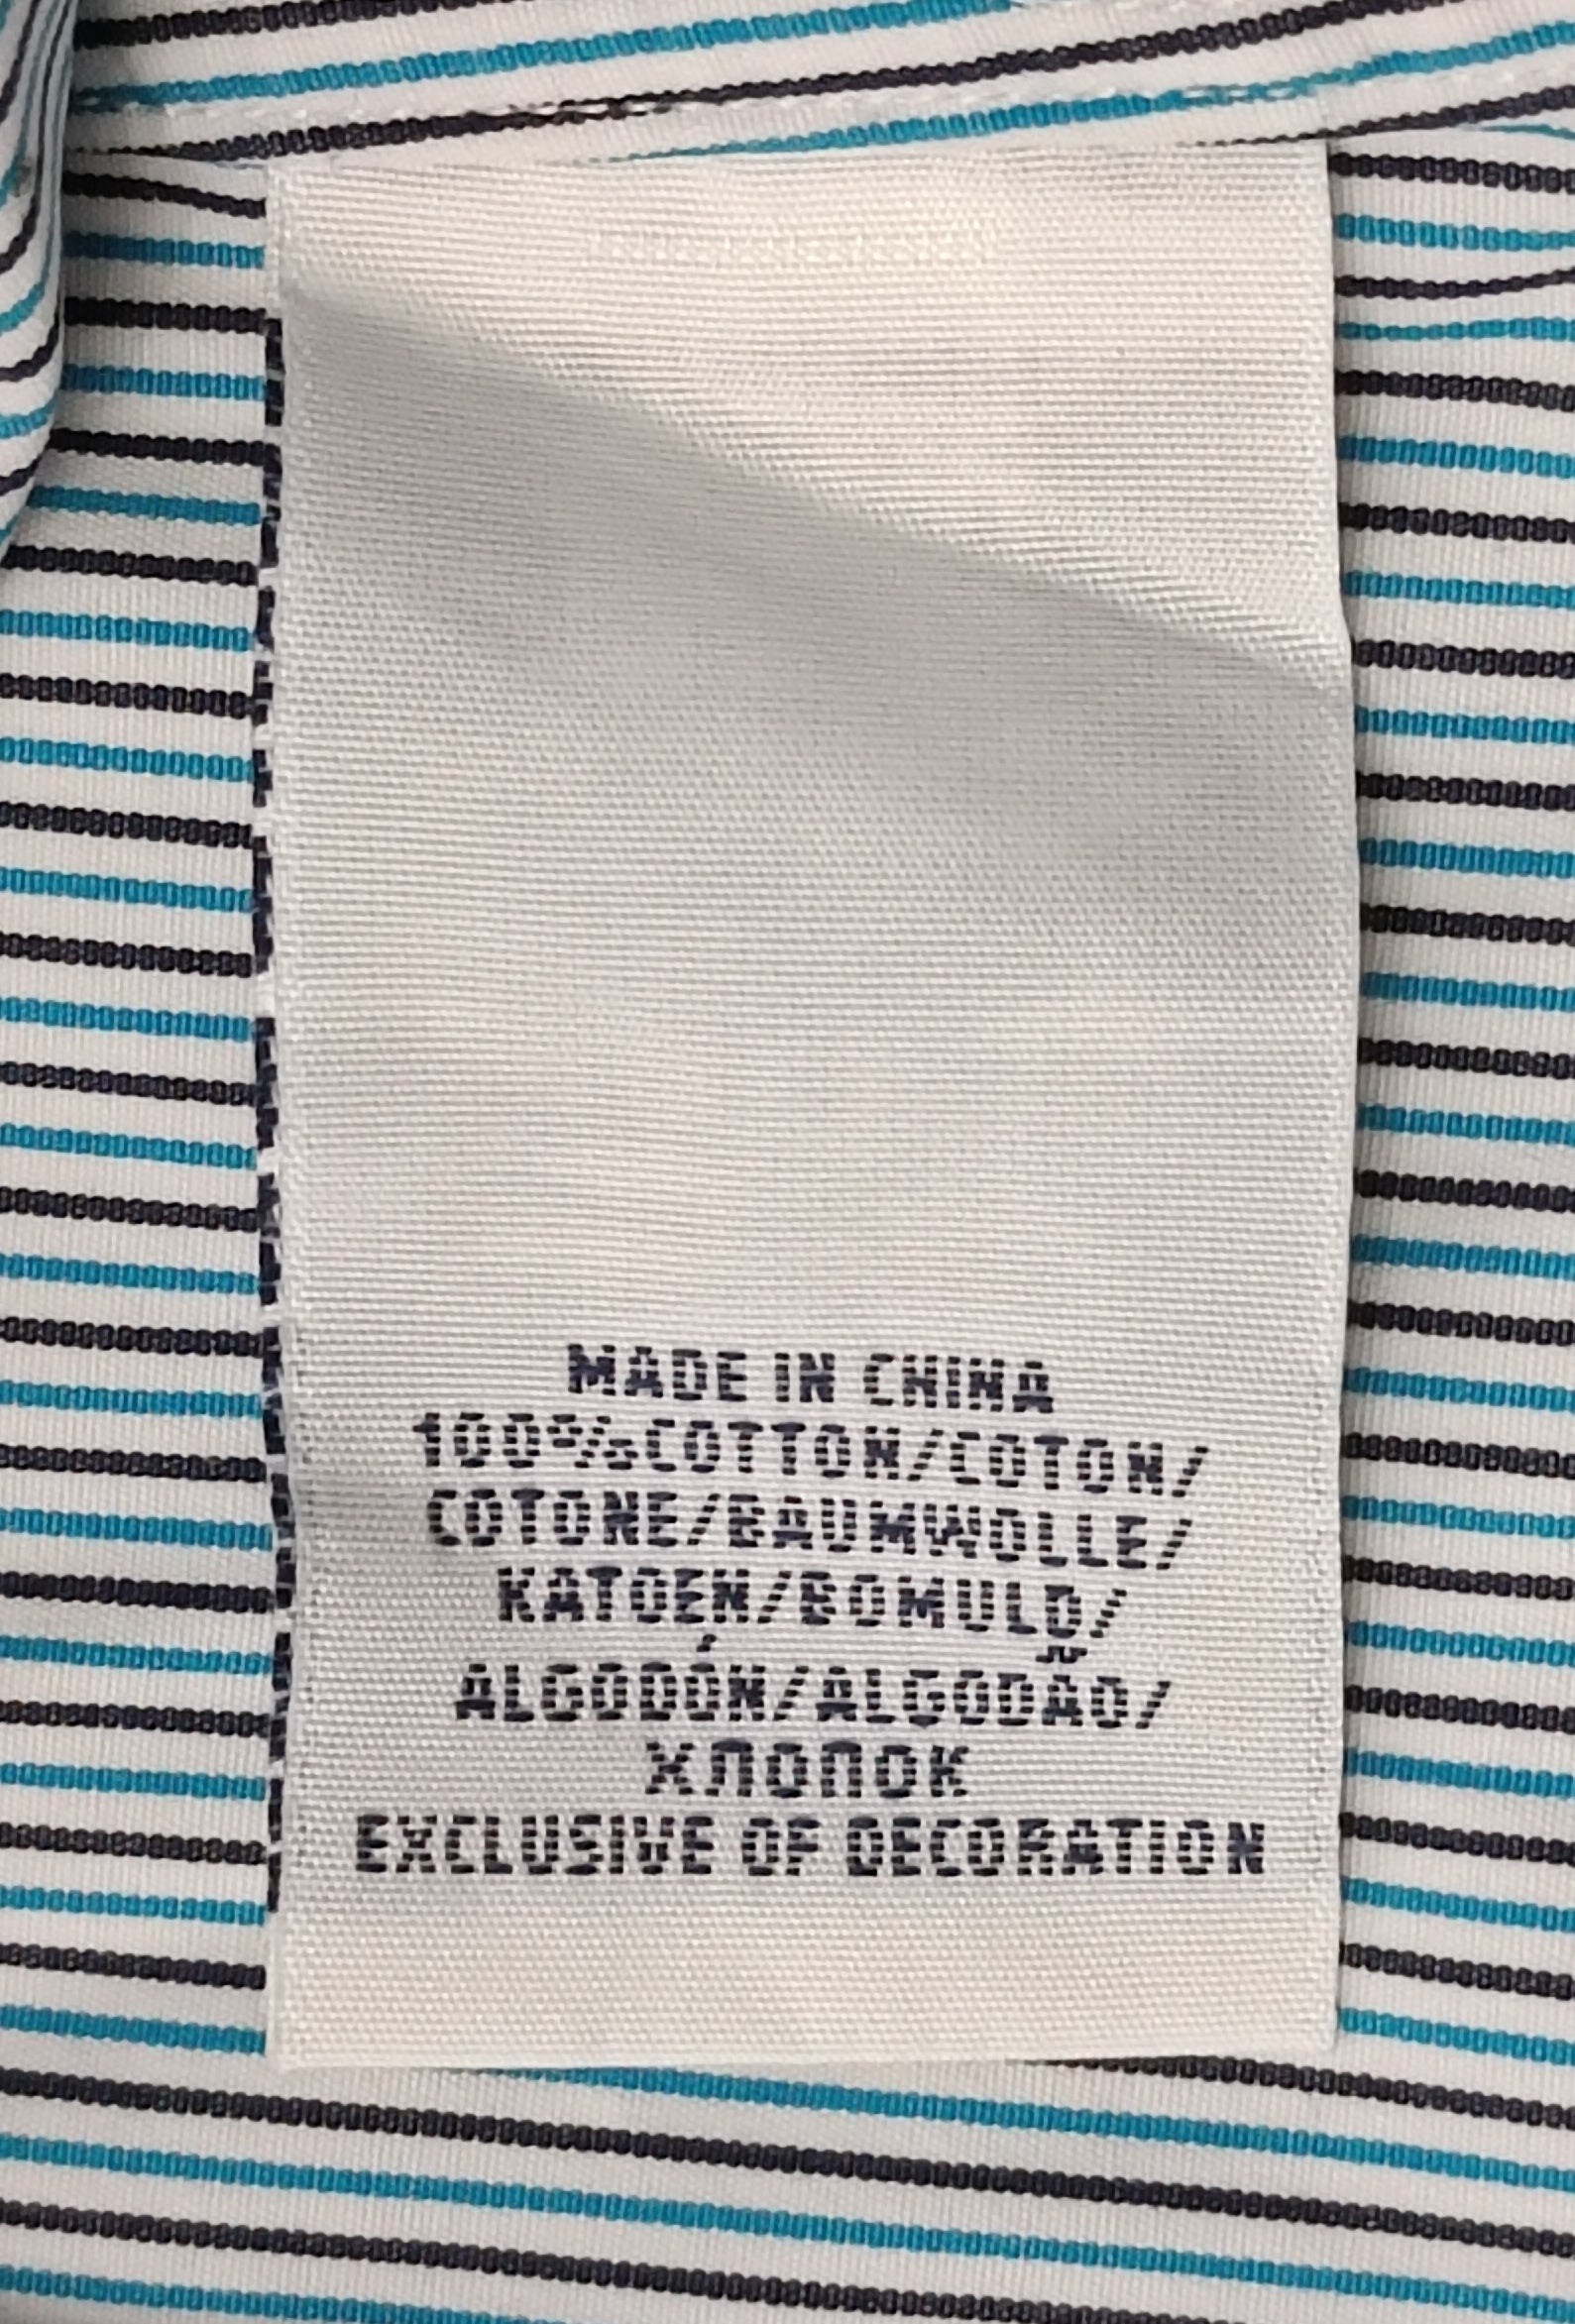 MADE IN CHINA
100%COTTON/COTON/
COTONE/BAUMWOLLE/
KATOEN/BOMULD/
ALGODÓN/ALGODÃO/
ХЛОПОК
EXCLUSIVE OF DECORATION